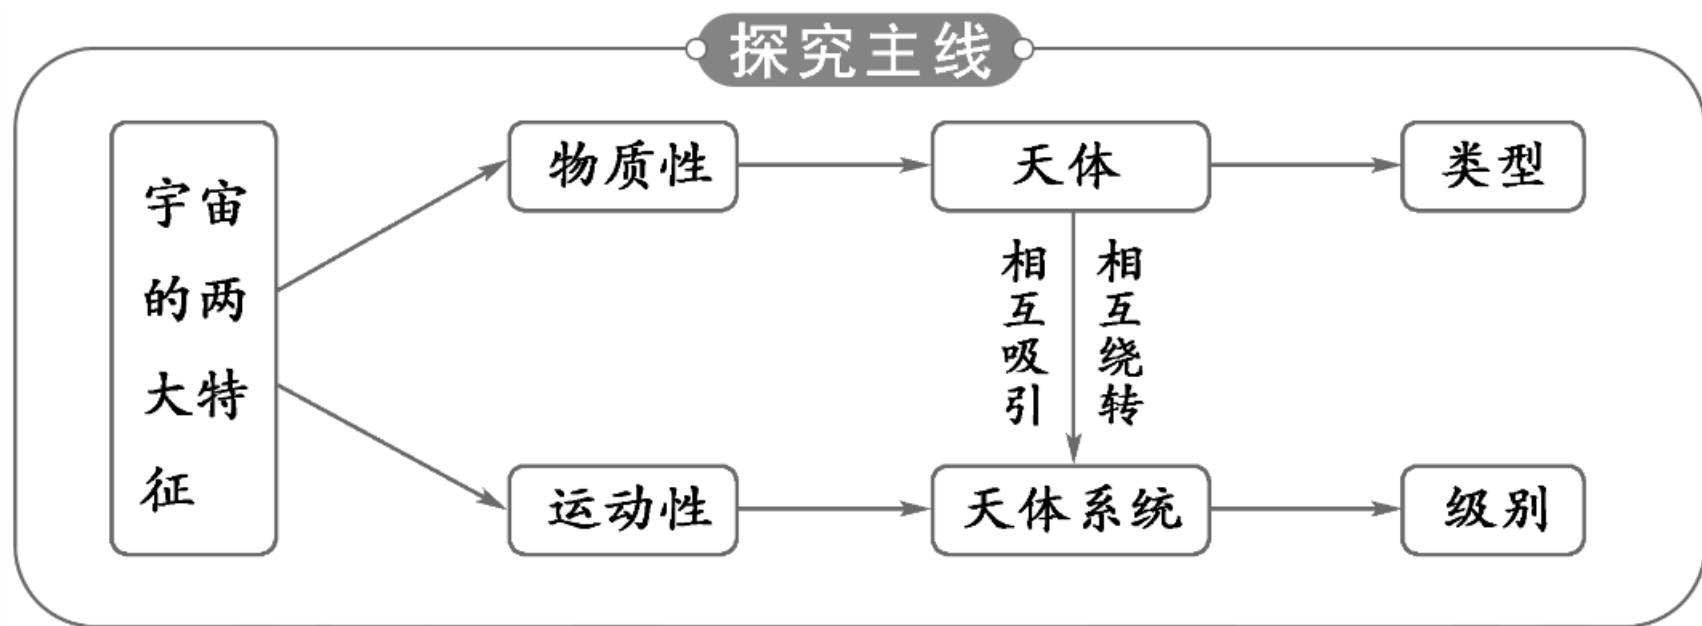 探究主线
宇宙
的两
大特
征
物质性
天体
类型
相互吸引
相互绕转
运动性
天体系统
级别